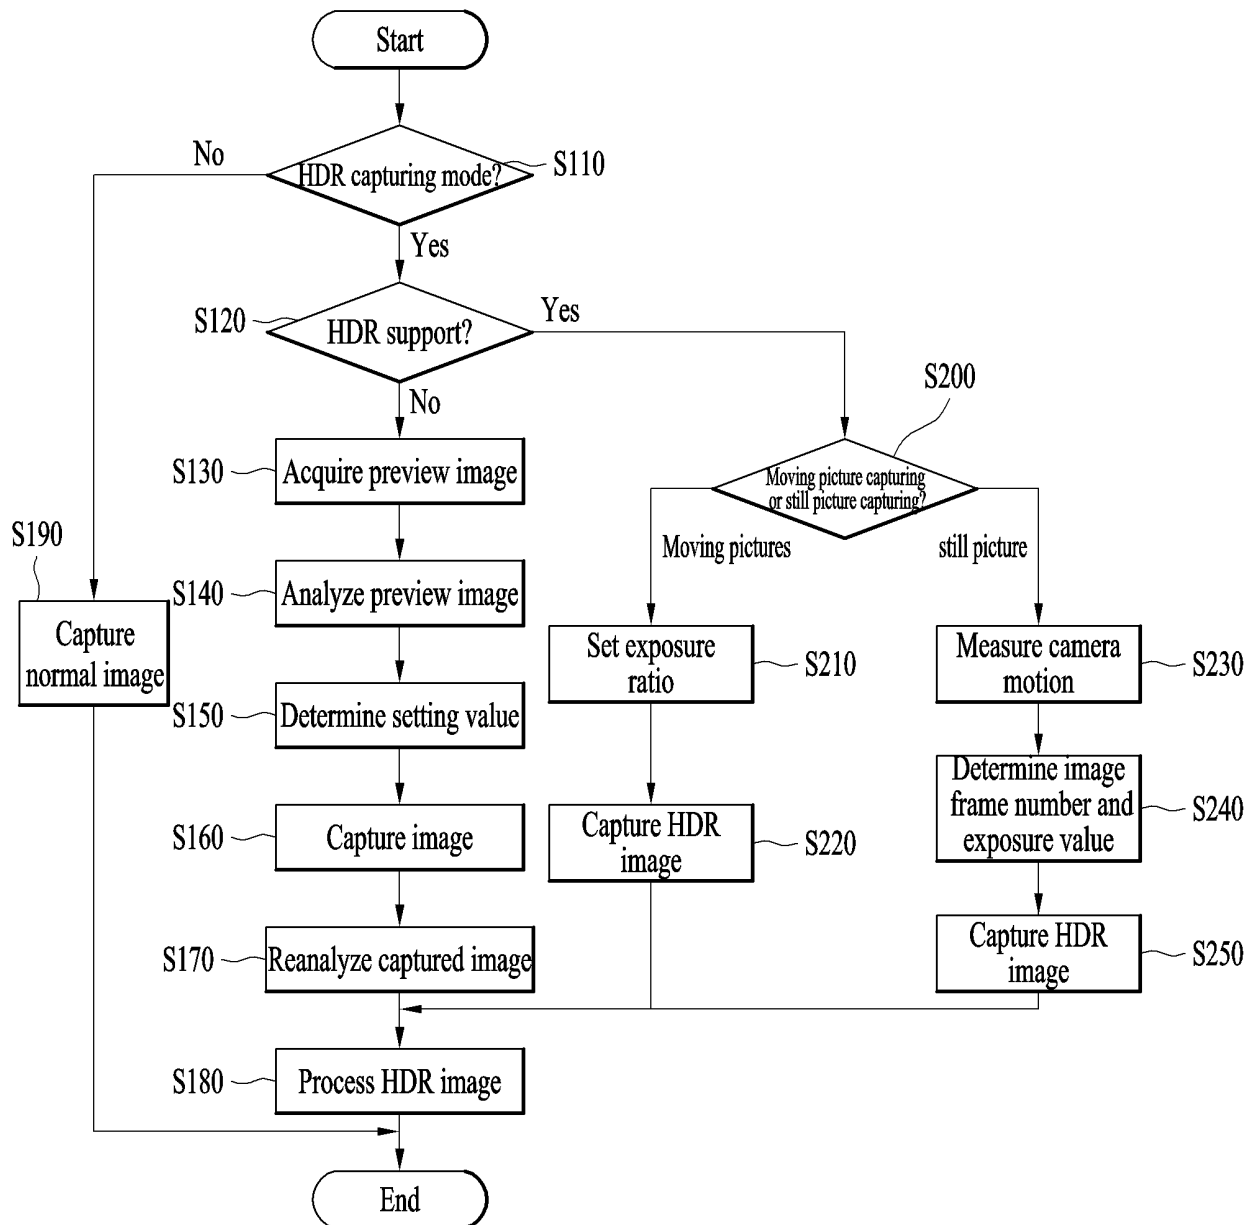 Start
No
HDR capturing mode?
S110
Yes
S120
HDR support?
Yes
No
S200
S130
Acquire preview image
Moving picture capturing
or still picture capturing?
S190
Moving pictures
still picture
S140
Analyze preview image
Capture
normal image
Set exposure
ratio
S210
Measure camera
motion
S230
S150
Determine setting value
Determine image
frame number and
exposure value
S240
S160
Capture image
Capture HDR
image
S220
S170
Reanalyze captured image
Capture HDR
image
S250
S180
Process HDR image
End